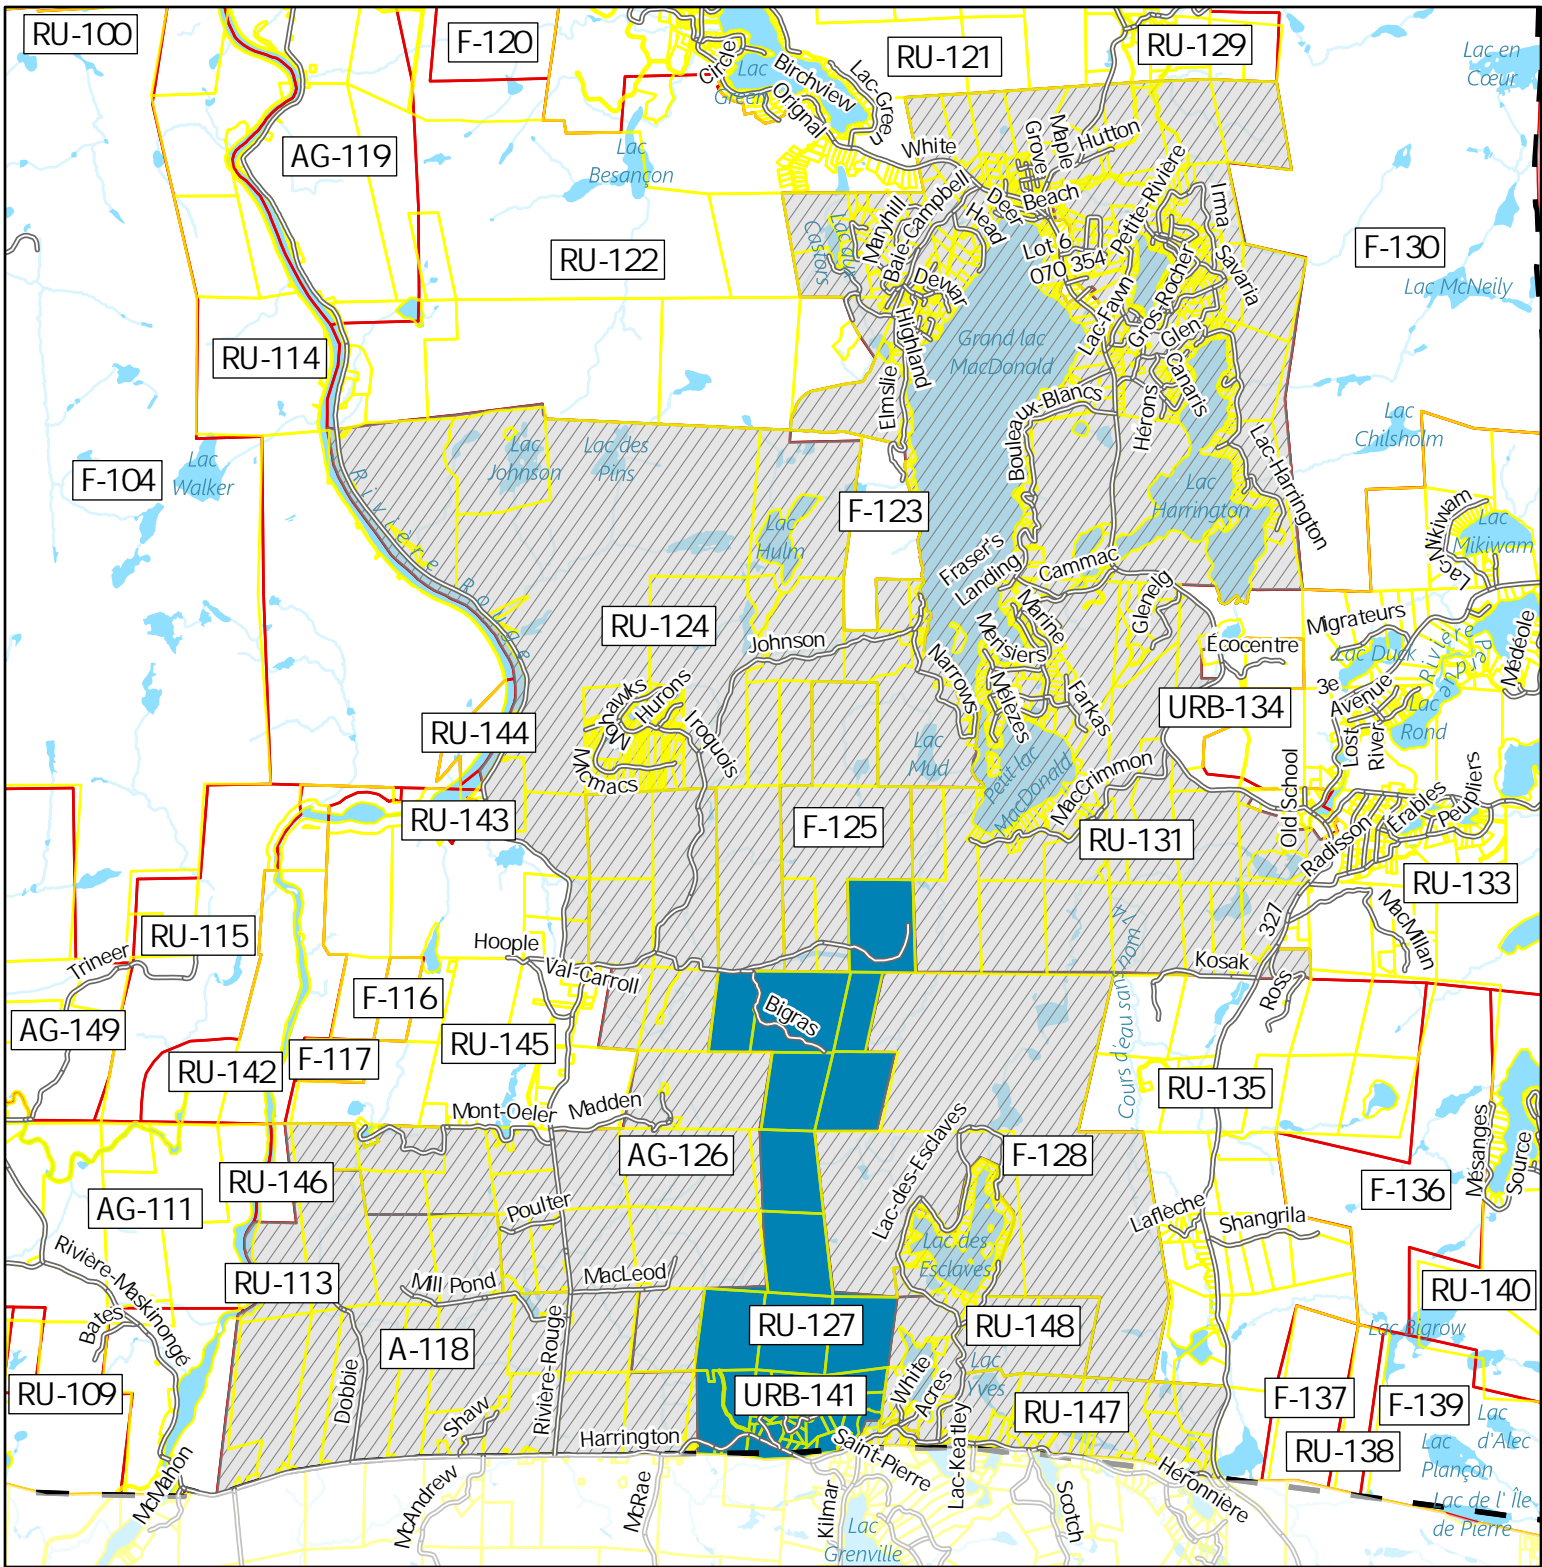 RU-100
F-120
Circle
Lac
Green
Birchview
Orignal
Lac-Green
RU-121
RU-129
Lac en
Cœur
AG-119
Lac
Besançon
White
Grove
Maple
Hutton
Beach
Deer
Head
Petite-Rivière
Irma
Savaria
Lac aux
Castors
Maryhill
Baie-Campbell
Dewar
Highland
Elmslie
Lot 6
070 354
Lac-Fawn
Gros-Rocher
Glen
Canaris
Hérons
RU-122
F-130
Lac McNeily
RU-114
Grand lac
MacDonald
Bouleaux-Blancs
Lac
Chilsholm
F-104
Lac
Walker
Lac
Johnson
Lac des
Pins
Rivière Rouge
F-123
Lac
Hulm
Lac
Harrington
Lac-Harrington
Lac-Mikiwam
Lac
Mikiwam
Fraser's
Landing
Cammac
Glenelg
Marine
Merisiers
Mélèzes
Farkas
RU-124
Johnson
Narrows
Écocentre
Migrateurs
Lac Duck
Rivière
Perdue
Médéole
Mohawks
Hurons
Iroquois
Micmacs
RU-144
Lac
Mud
Petit lac
MacDonald
MacCrimmon
URB-134
3e
Avenue
Lac
Rond
Lost
River
Old School
RU-143
F-125
RU-131
Radisson
Érables
Peupliers
RU-133
MacMillan
RU-115
Trineer
Hoople
Val-Carroll
327
Kosak
Ross
Cours d'eau sans nom 74
F-116
AG-149
RU-145
Bigras
RU-142
F-117
RU-135
Mont-Oeler
Madden
AG-126
Lac-des-Esclaves
F-128
Mésanges
Source
RU-146
AG-111
F-136
Poulter
Laflèche
Shangrila
Lac des
Esclaves
Rivière-Maskinongé
RU-113
Mill Pond
MacLeod
RU-140
Bates
RU-127
RU-148
Lac Bigrow
A-118
Rivière-Rouge
RU-109
Dobbie
Shaw
URB-141
White
Acres
Lac
Yves
RU-147
F-137
F-139
Harrington
Saint-Pierre
Lac-Keatley
RU-138
Lac
d'Alec
Lac
Plançon
McMahon
McAndrew
McRae
Kilmar
Lac
Grenville
Scotch
Héronnière
Lac de l' Île
de Pierre